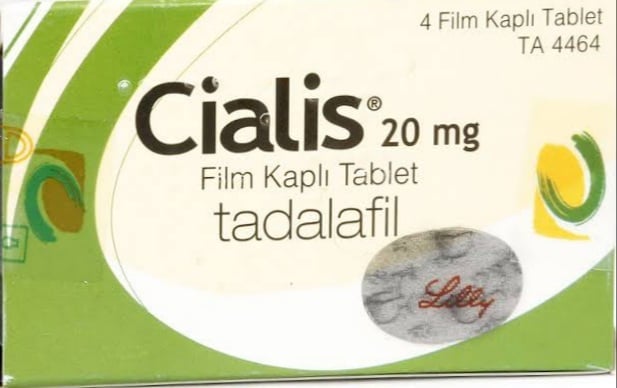 4 Film Kaplı Tablet
TA 4464
Cialis® 20 mg
Film Kaplı Tablet
tadalafil
Lilly